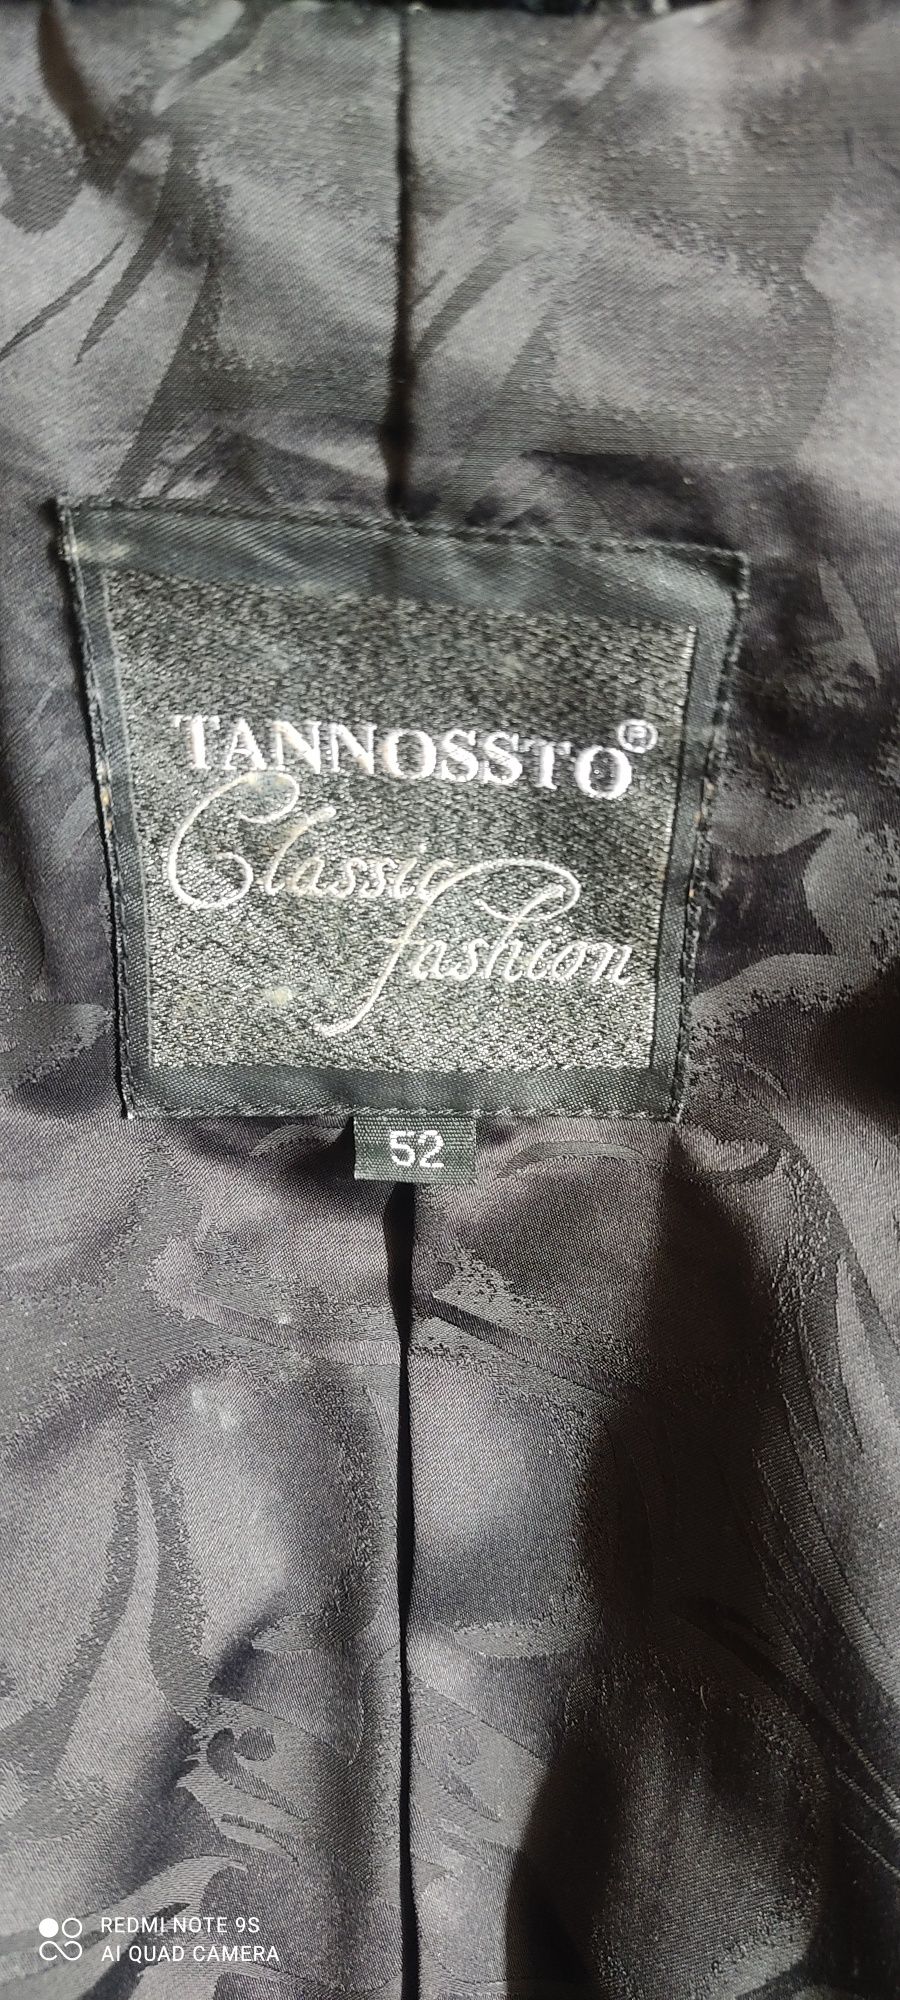 TANNOSSTO®
Classic
fashion
52
REDMI NOTE 9S
AI QUAD CAMERA